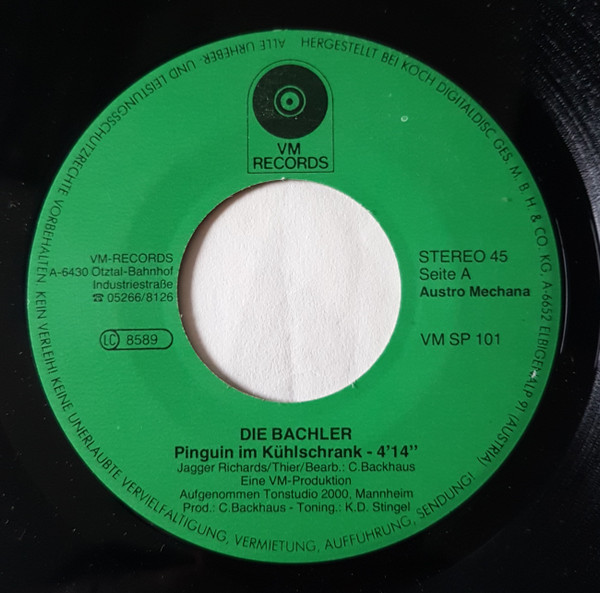 VM
RECORDS
VM-RECORDS
A-6430 Ötztal-Bahnhof
Industriestraße
☎ 05266/8126
LC 8589
STEREO 45
Seite A
Austro Mechana
VM SP 101
DIE BACHLER
Pinguin im Kühlschrank - 4'14''
Jagger Richards/Thier/Bearb.: C.Backhaus
Eine VM-Produktion
Aufgenommen Tonstudio 2000, Mannheim
Prod.: C.Backhaus - Toning.: K.D. Stingel
HERGESTELLT BEI KOCH DIGITALDISC GES. M. B. H & CO. KG, A-6652 ELBIGENALP 91 (AUSTRIA)
ALLE URHEBER- UND LEISTUNGSSCHUTZRECHTE VORBEHALTEN. KEIN VERLEIH! KEINE UNERLAUBTE VERVIELFÄLTIGUNG, VERMIETUNG, AUFFÜHRUNG, SENDUNG!